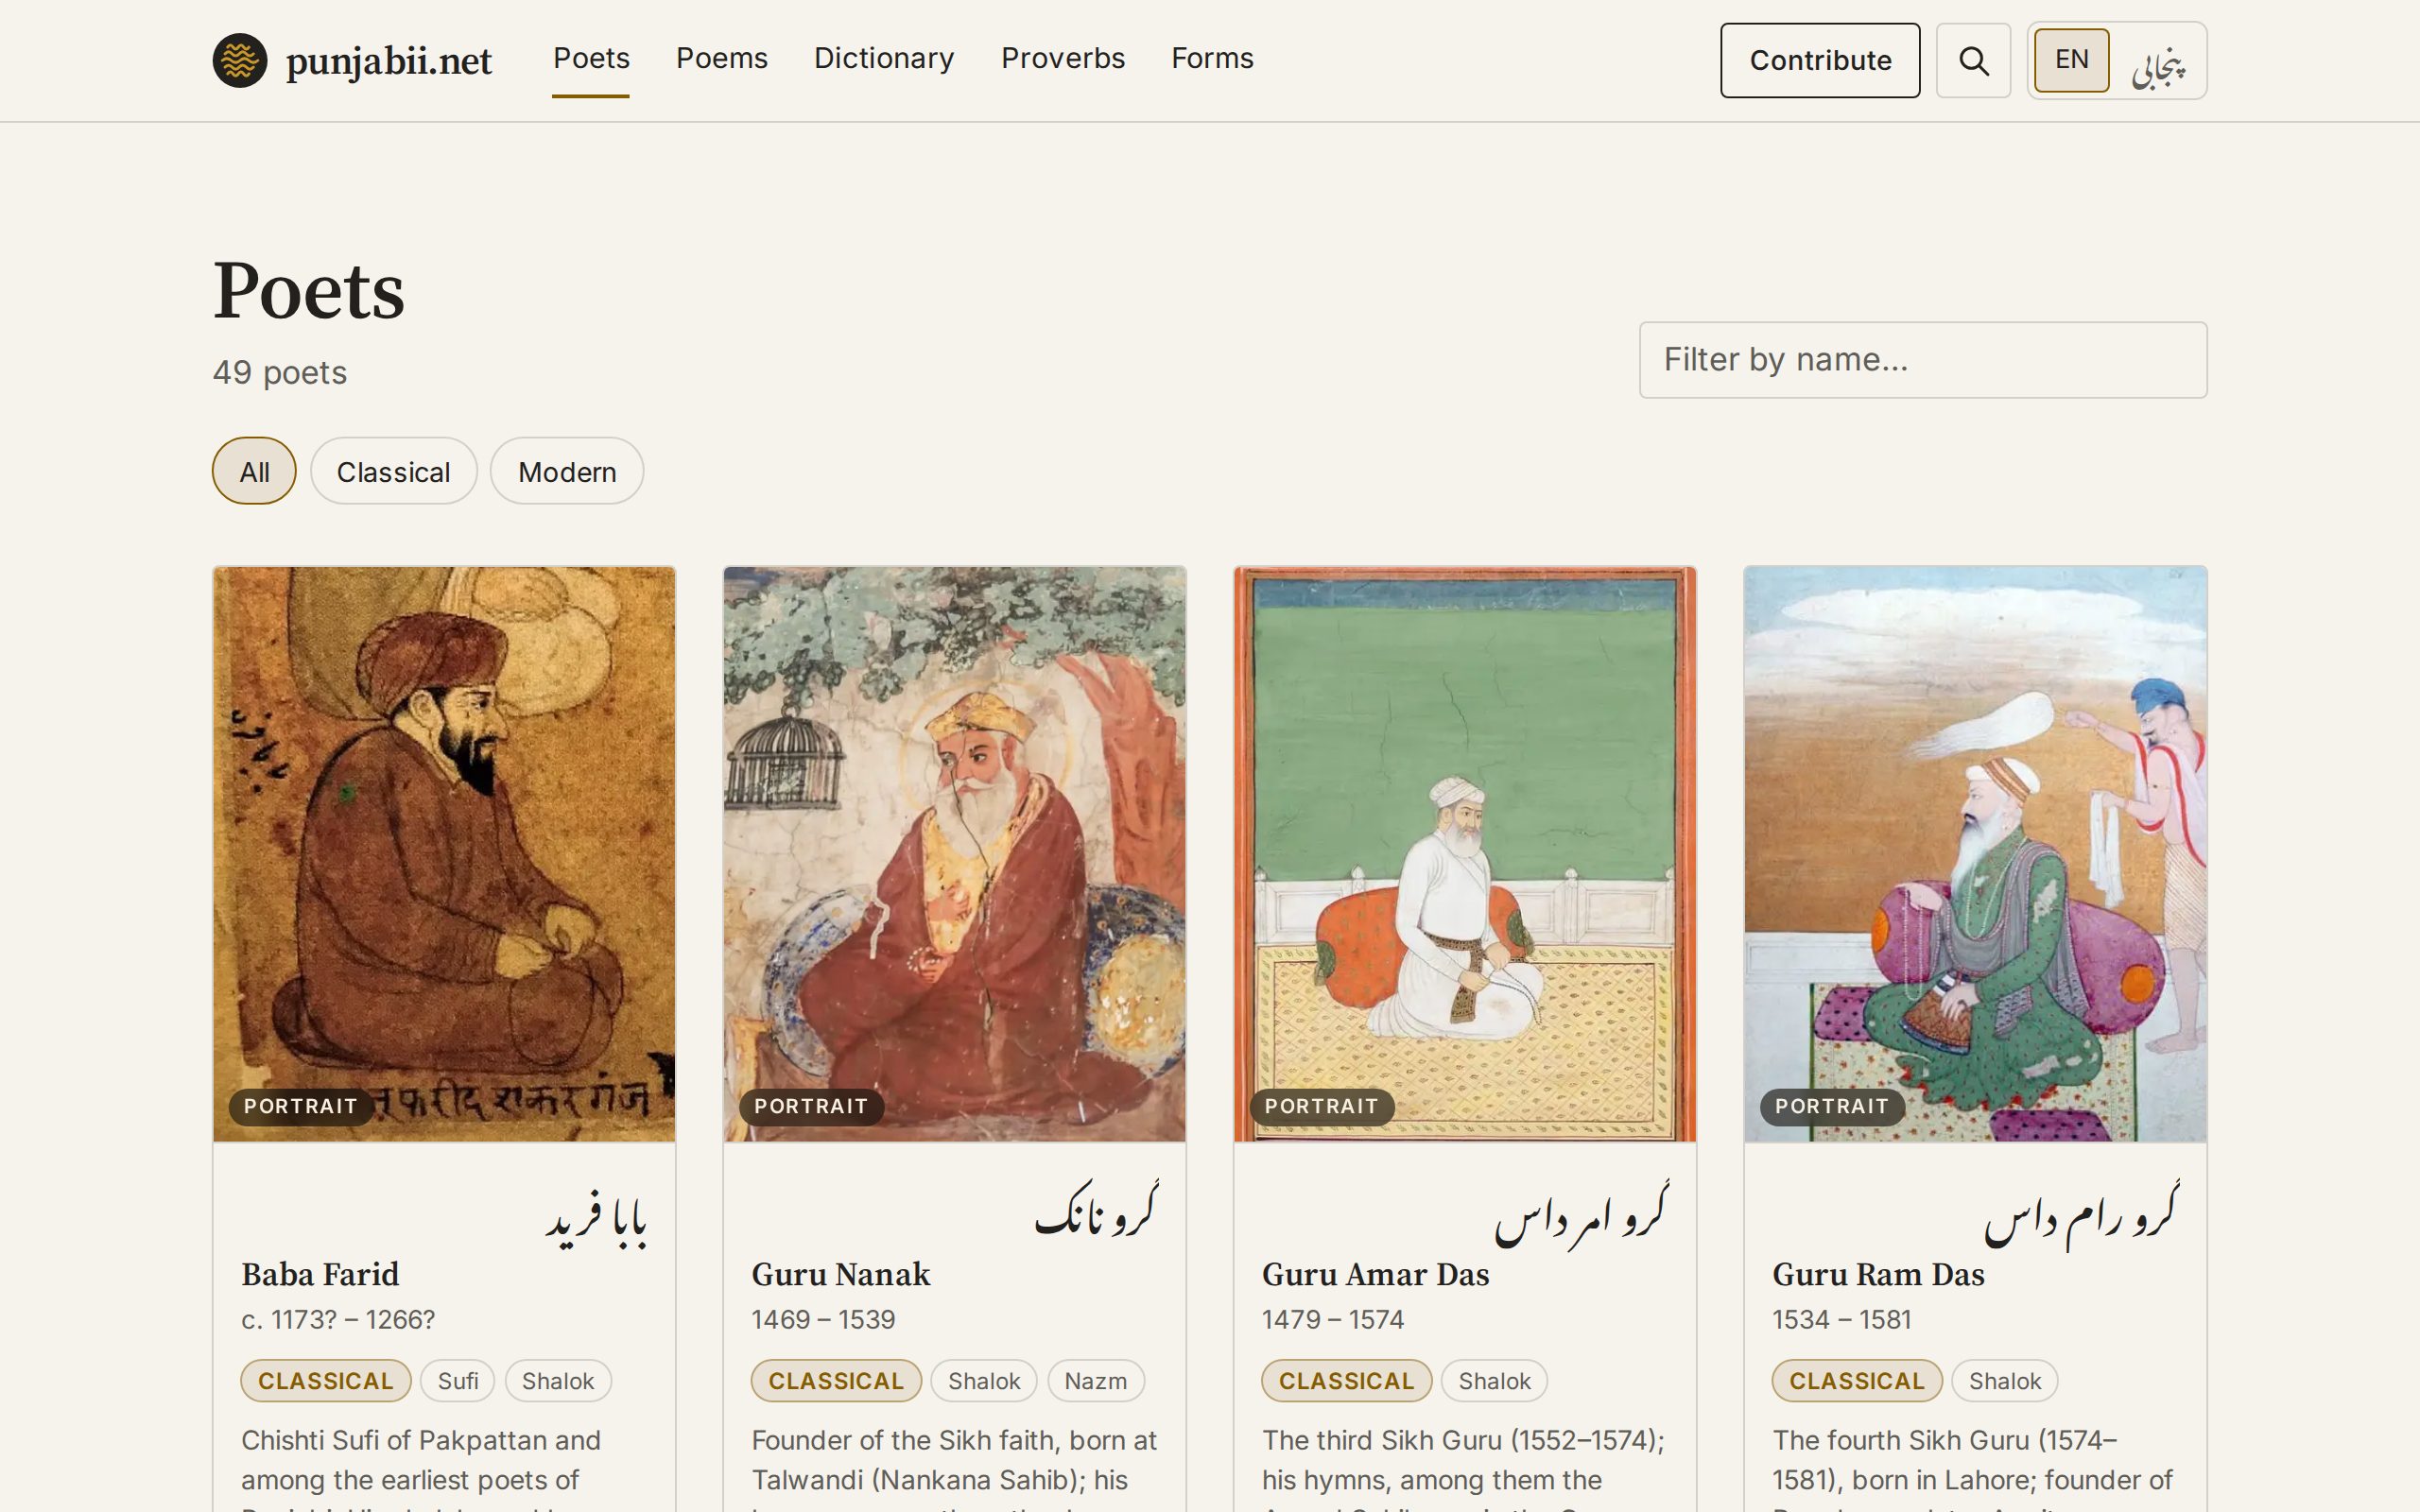 punjabii.net
Poets
Poems
Dictionary
Proverbs
Forms
Contribute
EN
پنجابی
Poets
49 poets
Filter by name...
All
Classical
Modern
فرید शकरगंज
PORTRAIT
PORTRAIT
PORTRAIT
PORTRAIT
بابا فرید
Baba Farid
c. 1173? – 1266?
CLASSICAL
Sufi
Shalok
Chishti Sufi of Pakpattan and
among the earliest poets of
گرو نانک
Guru Nanak
1469 – 1539
CLASSICAL
Shalok
Nazm
Founder of the Sikh faith, born at
Talwandi (Nankana Sahib); his
گرو امر داس
Guru Amar Das
1479 – 1574
CLASSICAL
Shalok
The third Sikh Guru (1552–1574);
his hymns, among them the
گرو رام داس
Guru Ram Das
1534 – 1581
CLASSICAL
Shalok
The fourth Sikh Guru (1574–
1581), born in Lahore; founder of